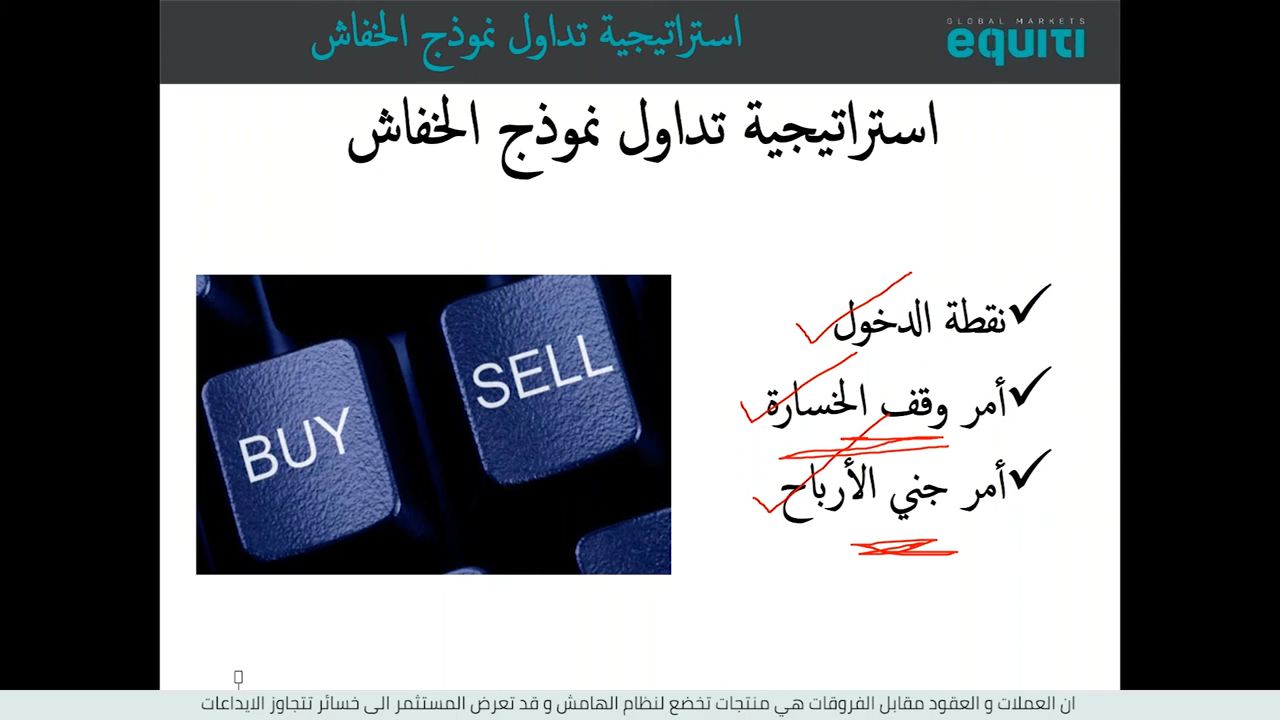 استراتيجية تداول نموذج الخفاش
GLOBAL MARKETS
equiti
استراتيجية تداول نموذج الخفاش
نقطة الدخول
أمر وقف الخسارة
أمر جني الأرباح
BUY
SELL
ان العملات و العقود مقابل الفروقات هي منتجات تخضع لنظام الهامش و قد تعرض المستثمر الى خسائر تتجاوز الايداعات